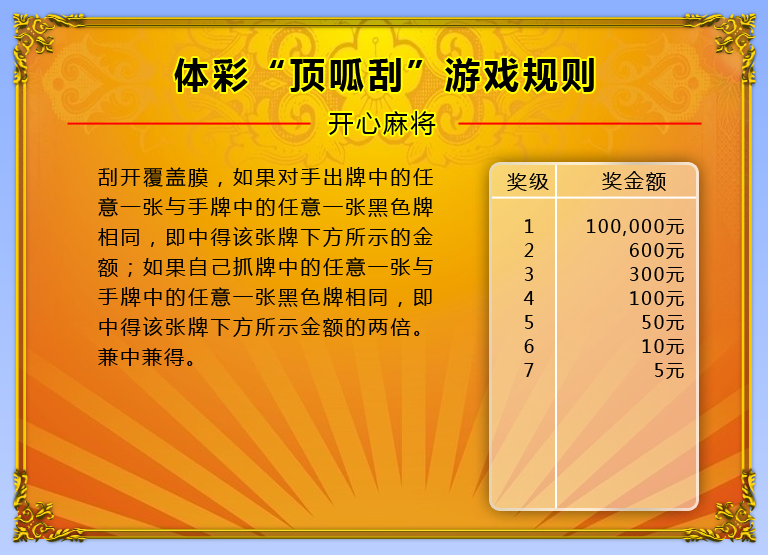 体彩“顶呱刮”游戏规则
开心麻将
刮开覆盖膜，如果对手出牌中的任
意一张与手牌中的任意一张黑色牌
相同，即中得该张牌下方所示的金
额；如果自己抓牌中的任意一张与
手牌中的任意一张黑色牌相同，即
中得该张牌下方所示金额的两倍。
兼中兼得。
奖级 奖金额
1 100,000元
2 600元
3 300元
4 100元
5 50元
6 10元
7 5元